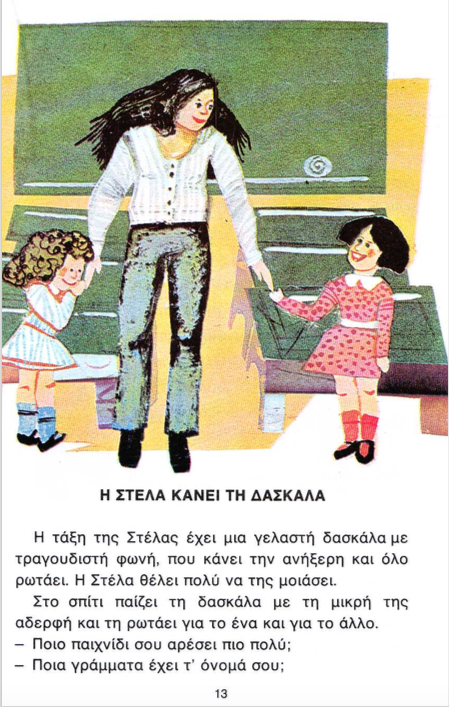 Η ΣΤΕΛΑ ΚΑΝΕΙ ΤΗ ΔΑΣΚΑΛΑ
Η τάξη της Στέλας έχει μια γελαστή δασκάλα με
τραγουδιστή φωνή, που κάνει την ανήξερη και όλο
ρωτάει. Η Στέλα θέλει πολύ να της μοιάσει.
Στο σπίτι παίζει τη δασκάλα με τη μικρή της
αδερφή και τη ρωτάει για το ένα και για το άλλο.
– Ποιο παιχνίδι σου αρέσει πιο πολύ;
– Ποια γράμματα έχει τ' όνομά σου;
13